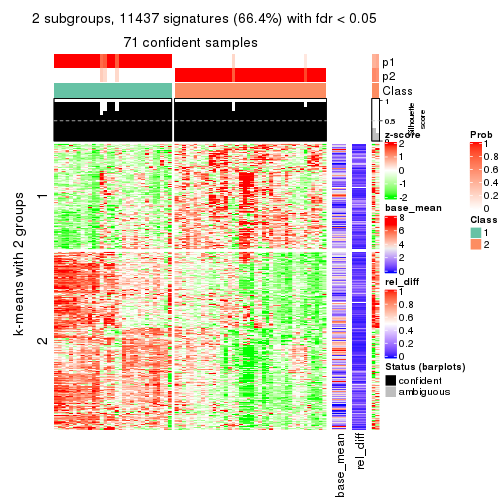 2 subgroups, 11437 signatures (66.4%) with fdr < 0.05
71 confident samples
p1
p2
Class
1
0.5
0
Silhouette
score
k-means with 2 groups
1
2
z-score
2
1
0
-1
-2
base_mean
8
6
4
2
0
rel_diff
1
0.8
0.6
0.4
0.2
0
Status (barplots)
confident
ambiguous
Prob
1
0.8
0.6
0.4
0.2
0
Class
1
2
base_mean
rel_diff